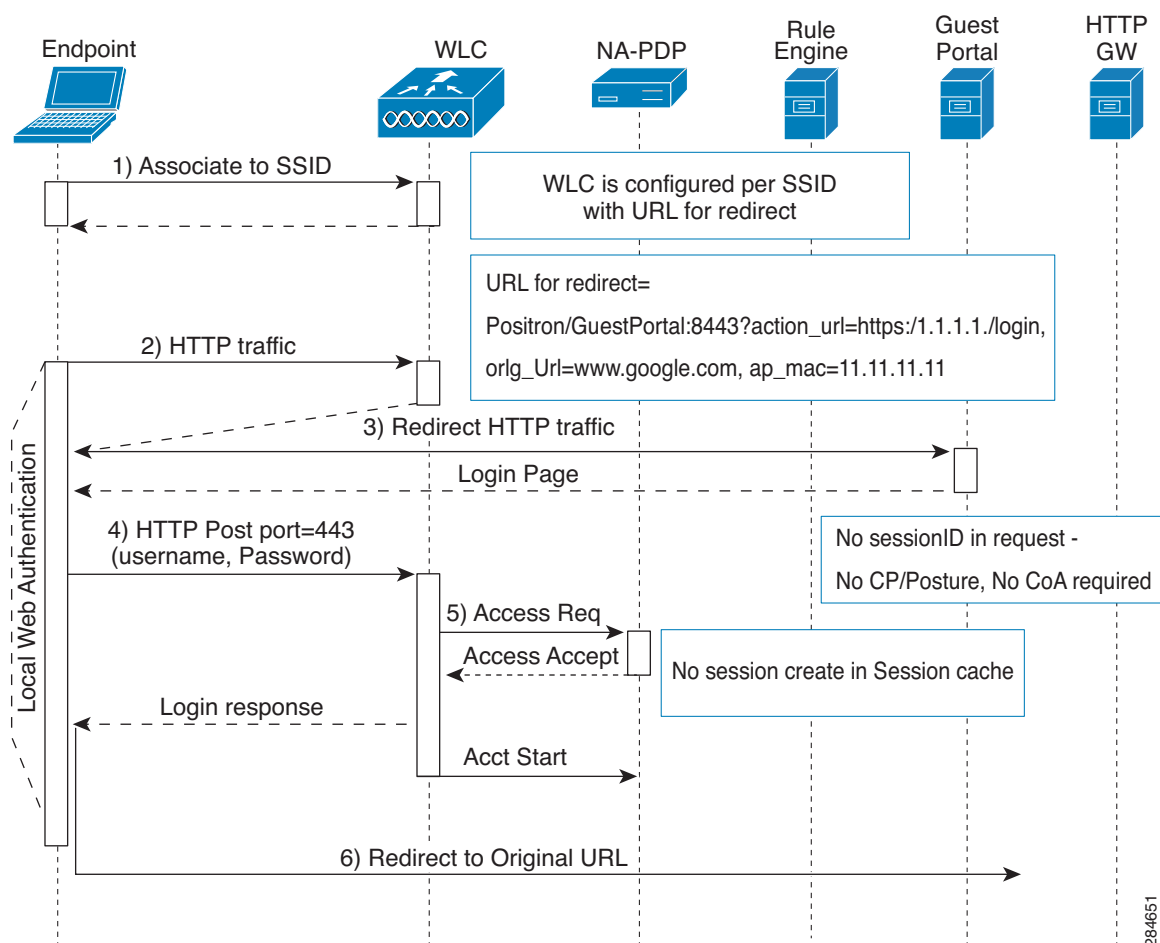 Endpoint
WLC
NA-PDP
Rule
Engine
Guest
Portal
HTTP
GW
1) Associate to SSID
WLC is configured per SSID
with URL for redirect
URL for redirect=
Positron/GuestPortal:8443?action_url=https:/1.1.1.1./login,
orlg_Url=www.google.com, ap_mac=11.11.11.11
2) HTTP traffic
3) Redirect HTTP traffic
Login Page
Local Web Authentication
4) HTTP Post port=443
(username, Password)
No sessionID in request -
No CP/Posture, No CoA required
5) Access Req
Access Accept
No session create in Session cache
Login response
Acct Start
6) Redirect to Original URL
284651